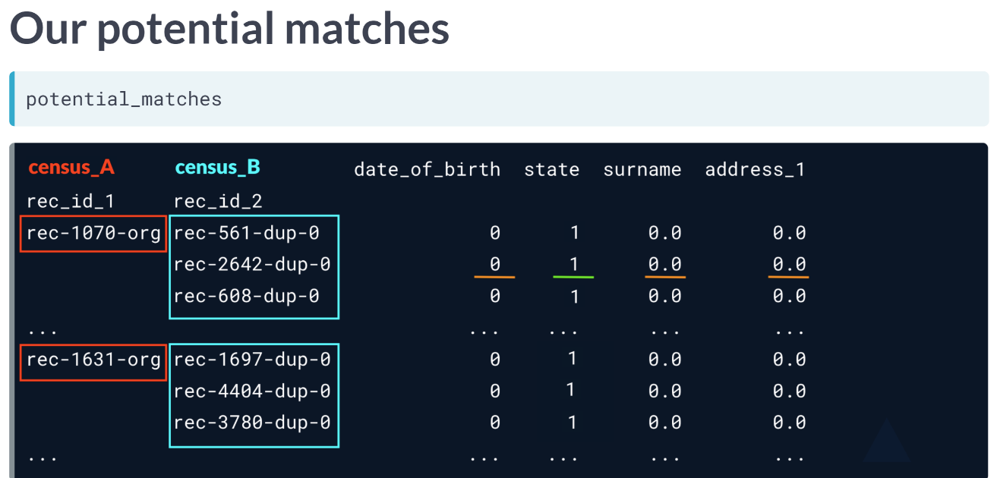 Our potential matches
potential_matches
census_A census_B date_of_birth state surname address_1
rec_id_1 rec_id_2
rec-1070-org rec-561-dup-0 0 1 0.0 0.0
rec-2642-dup-0 0 1 0.0 0.0
rec-608-dup-0 0 1 0.0 0.0
... ... ... ... ...
rec-1631-org rec-1697-dup-0 0 1 0.0 0.0
rec-4404-dup-0 0 1 0.0 0.0
rec-3780-dup-0 0 1 0.0 0.0
... ... ... ... ...